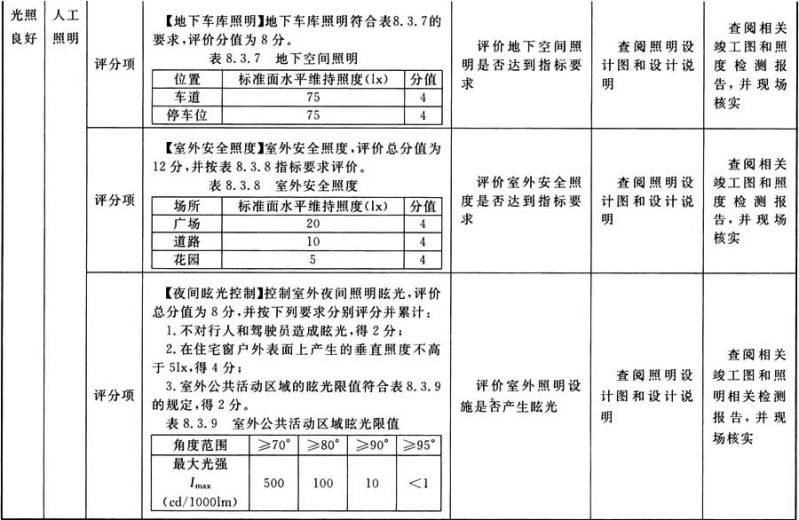 光照
良好
人工
照明
评分项
【地下车库照明】地下车库照明符合表8.3.7的
要求,评价分值为8分。
表 8.3.7 地下空间照明
位置 标准面水平维持照度(lx) 分值
车道 75 4
停车位 75 4
评价地下空间照
明是否达到指标要
求
查阅照明设
计图和设计说
明
查阅相关
竣工图和照
度检测报
告,并现场
核实
评分项
【室外安全照度】室外安全照度,评价总分值为
12分,并按表8.3.8指标要求评价。
表 8.3.8 室外安全照度
场所 标准面水平维持照度(lx) 分值
广场 20 4
道路 10 4
花园 5 4
评价室外安全照
度是否达到指标要
求
查阅照明设
计图和设计说
明
查阅相关
竣工图和照
度检测报
告,并现场
核实
评分项
【夜间眩光控制】控制室外夜间照明眩光,评价
总分值为8分,并按下列要求分别评分并累计:
1.不对行人和驾驶员造成眩光,得2分;
2.在住宅窗户外表面上产生的垂直照度不高
于5lx,得4分;
3.室外公共活动区域的眩光限值符合表8.3.9
的规定,得2分。
表 8.3.9 室外公共活动区域眩光限值
角度范围 ≥70° ≥80° ≥90° ≥95°
最大光强
Imax 500 100 10 <1
(cd/1000lm)
评价室外照明设
施是否产生眩光
查阅照明设
计图和设计说
明
查阅相关
竣工图和照
明相关检测
报告,并现
场核实